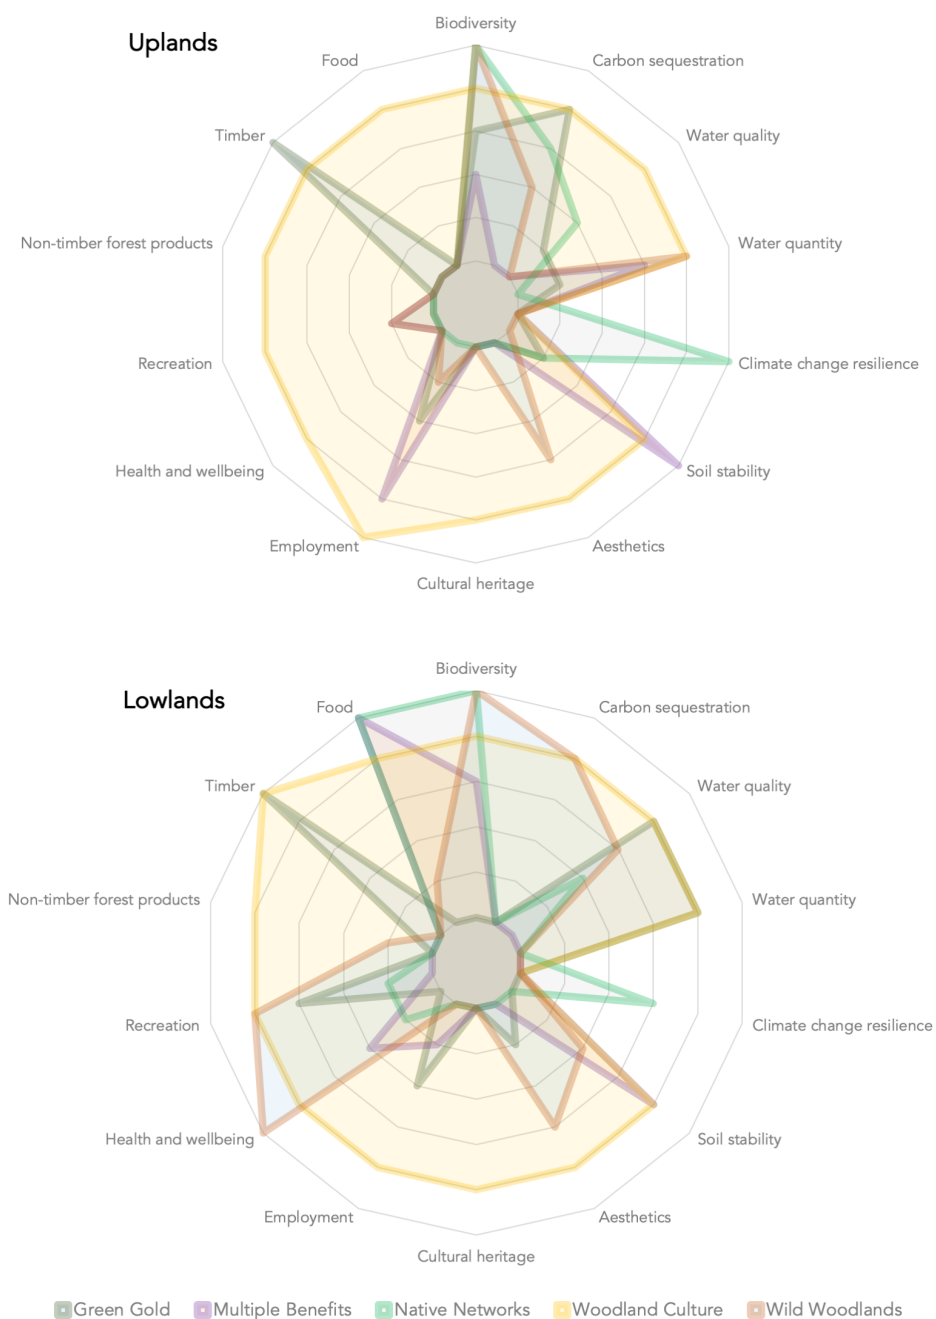 Biodiversity
Uplands
Food
Carbon sequestration
Timber
Water quality
Non-timber forest products
Water quantity
Recreation
Climate change resilience
Health and wellbeing
Soil stability
Employment
Aesthetics
Cultural heritage
Biodiversity
Lowlands
Food
Carbon sequestration
Timber
Water quality
Non-timber forest products
Water quantity
Recreation
Climate change resilience
Health and wellbeing
Soil stability
Employment
Aesthetics
Cultural heritage
Green Gold Multiple Benefits Native Networks Woodland Culture Wild Woodlands